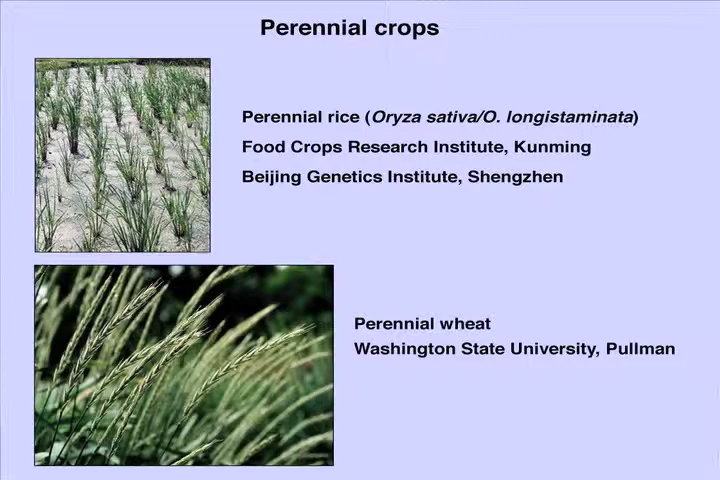 Perennial crops
Perennial rice (Oryza sativa/O. longistaminata)
Food Crops Research Institute, Kunming
Beijing Genetics Institute, Shengzhen
Perennial wheat
Washington State University, Pullman